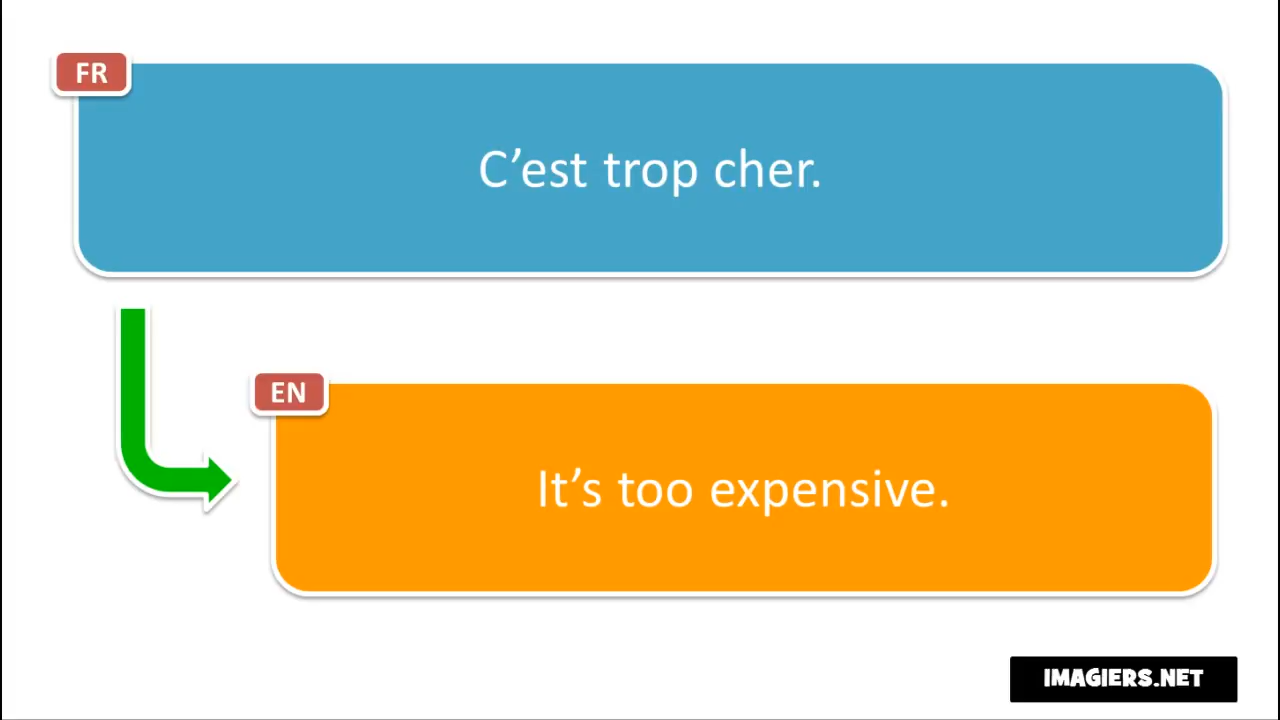 FR
C’est trop cher.
EN
It’s too expensive.
IMAGIERS.NET